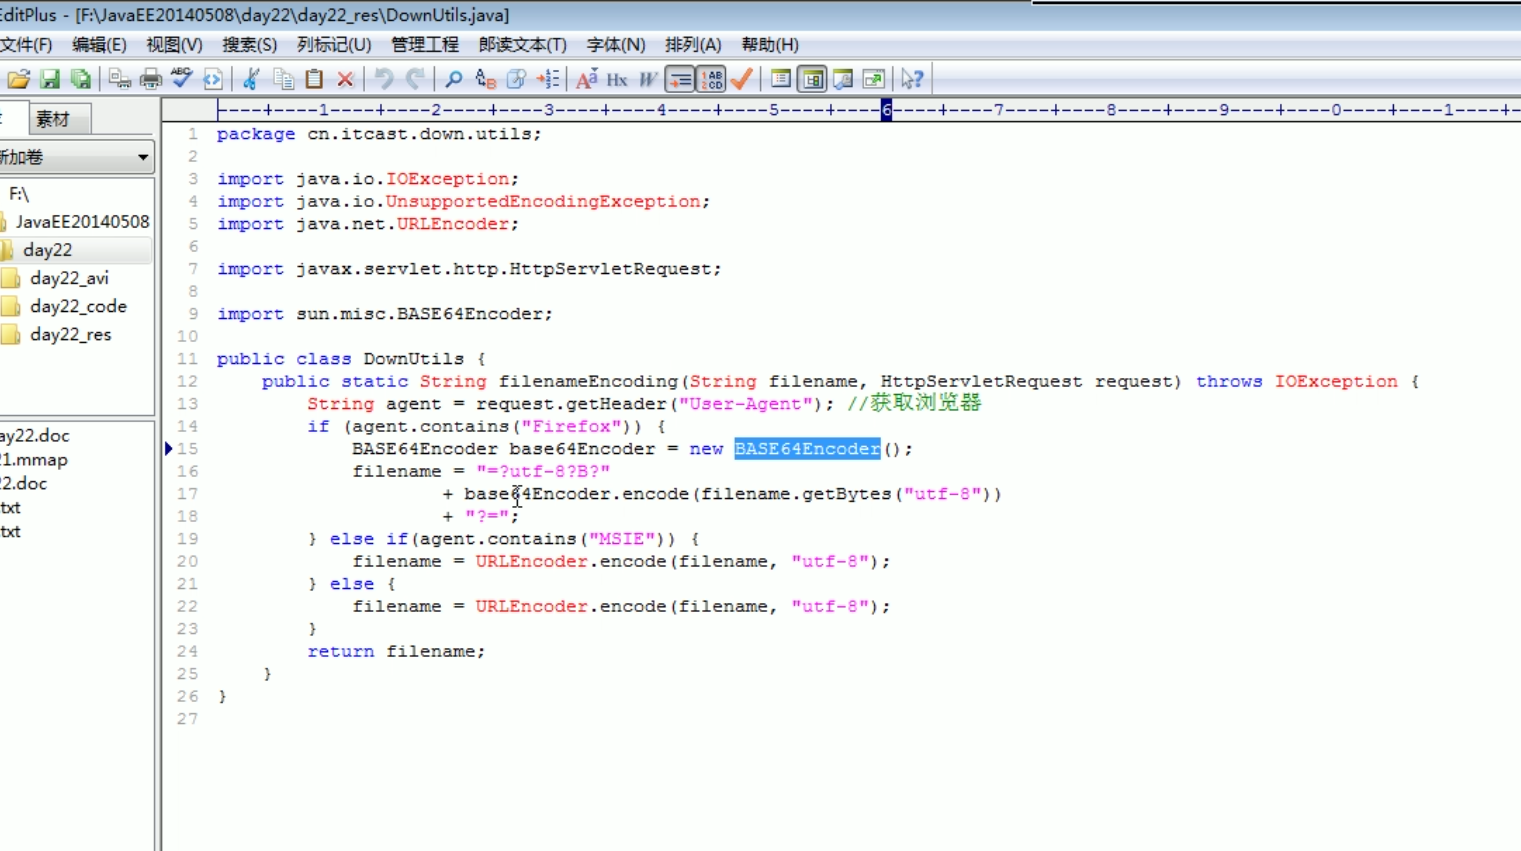 EditPlus - [F:\JavaEE20140508\day22\day22_res\DownUtils.java]
文件(F) 编辑(E) 视图(V) 搜索(S) 列标记(U) 管理工程 郎读文本(T) 字体(N) 排列(A) 帮助(H)
素材
新加卷
F:\
JavaEE20140508
day22
day22_avi
day22_code
day22_res
ay22.doc
1.mmap
2.doc
txt
txt
----+----1----+----2----+----3----+----4----+----5----+----6----+----7----+----8----+----9----+----0----+----1----+-
1 package cn.itcast.down.utils;
2
3 import java.io.IOException;
4 import java.io.UnsupportedEncodingException;
5 import java.net.URLEncoder;
6
7 import javax.servlet.http.HttpServletRequest;
8
9 import sun.misc.BASE64Encoder;
10
11 public class DownUtils {
12 public static String filenameEncoding(String filename, HttpServletRequest request) throws IOException {
13 String agent = request.getHeader("User-Agent"); //获取浏览器
14 if (agent.contains("Firefox")) {
15 BASE64Encoder base64Encoder = new BASE64Encoder();
16 filename = "=?utf-8?B?"
17 + base64Encoder.encode(filename.getBytes("utf-8"))
18 + "?=";
19 } else if(agent.contains("MSIE")) {
20 filename = URLEncoder.encode(filename, "utf-8");
21 } else {
22 filename = URLEncoder.encode(filename, "utf-8");
23 }
24 return filename;
25 }
26 }
27